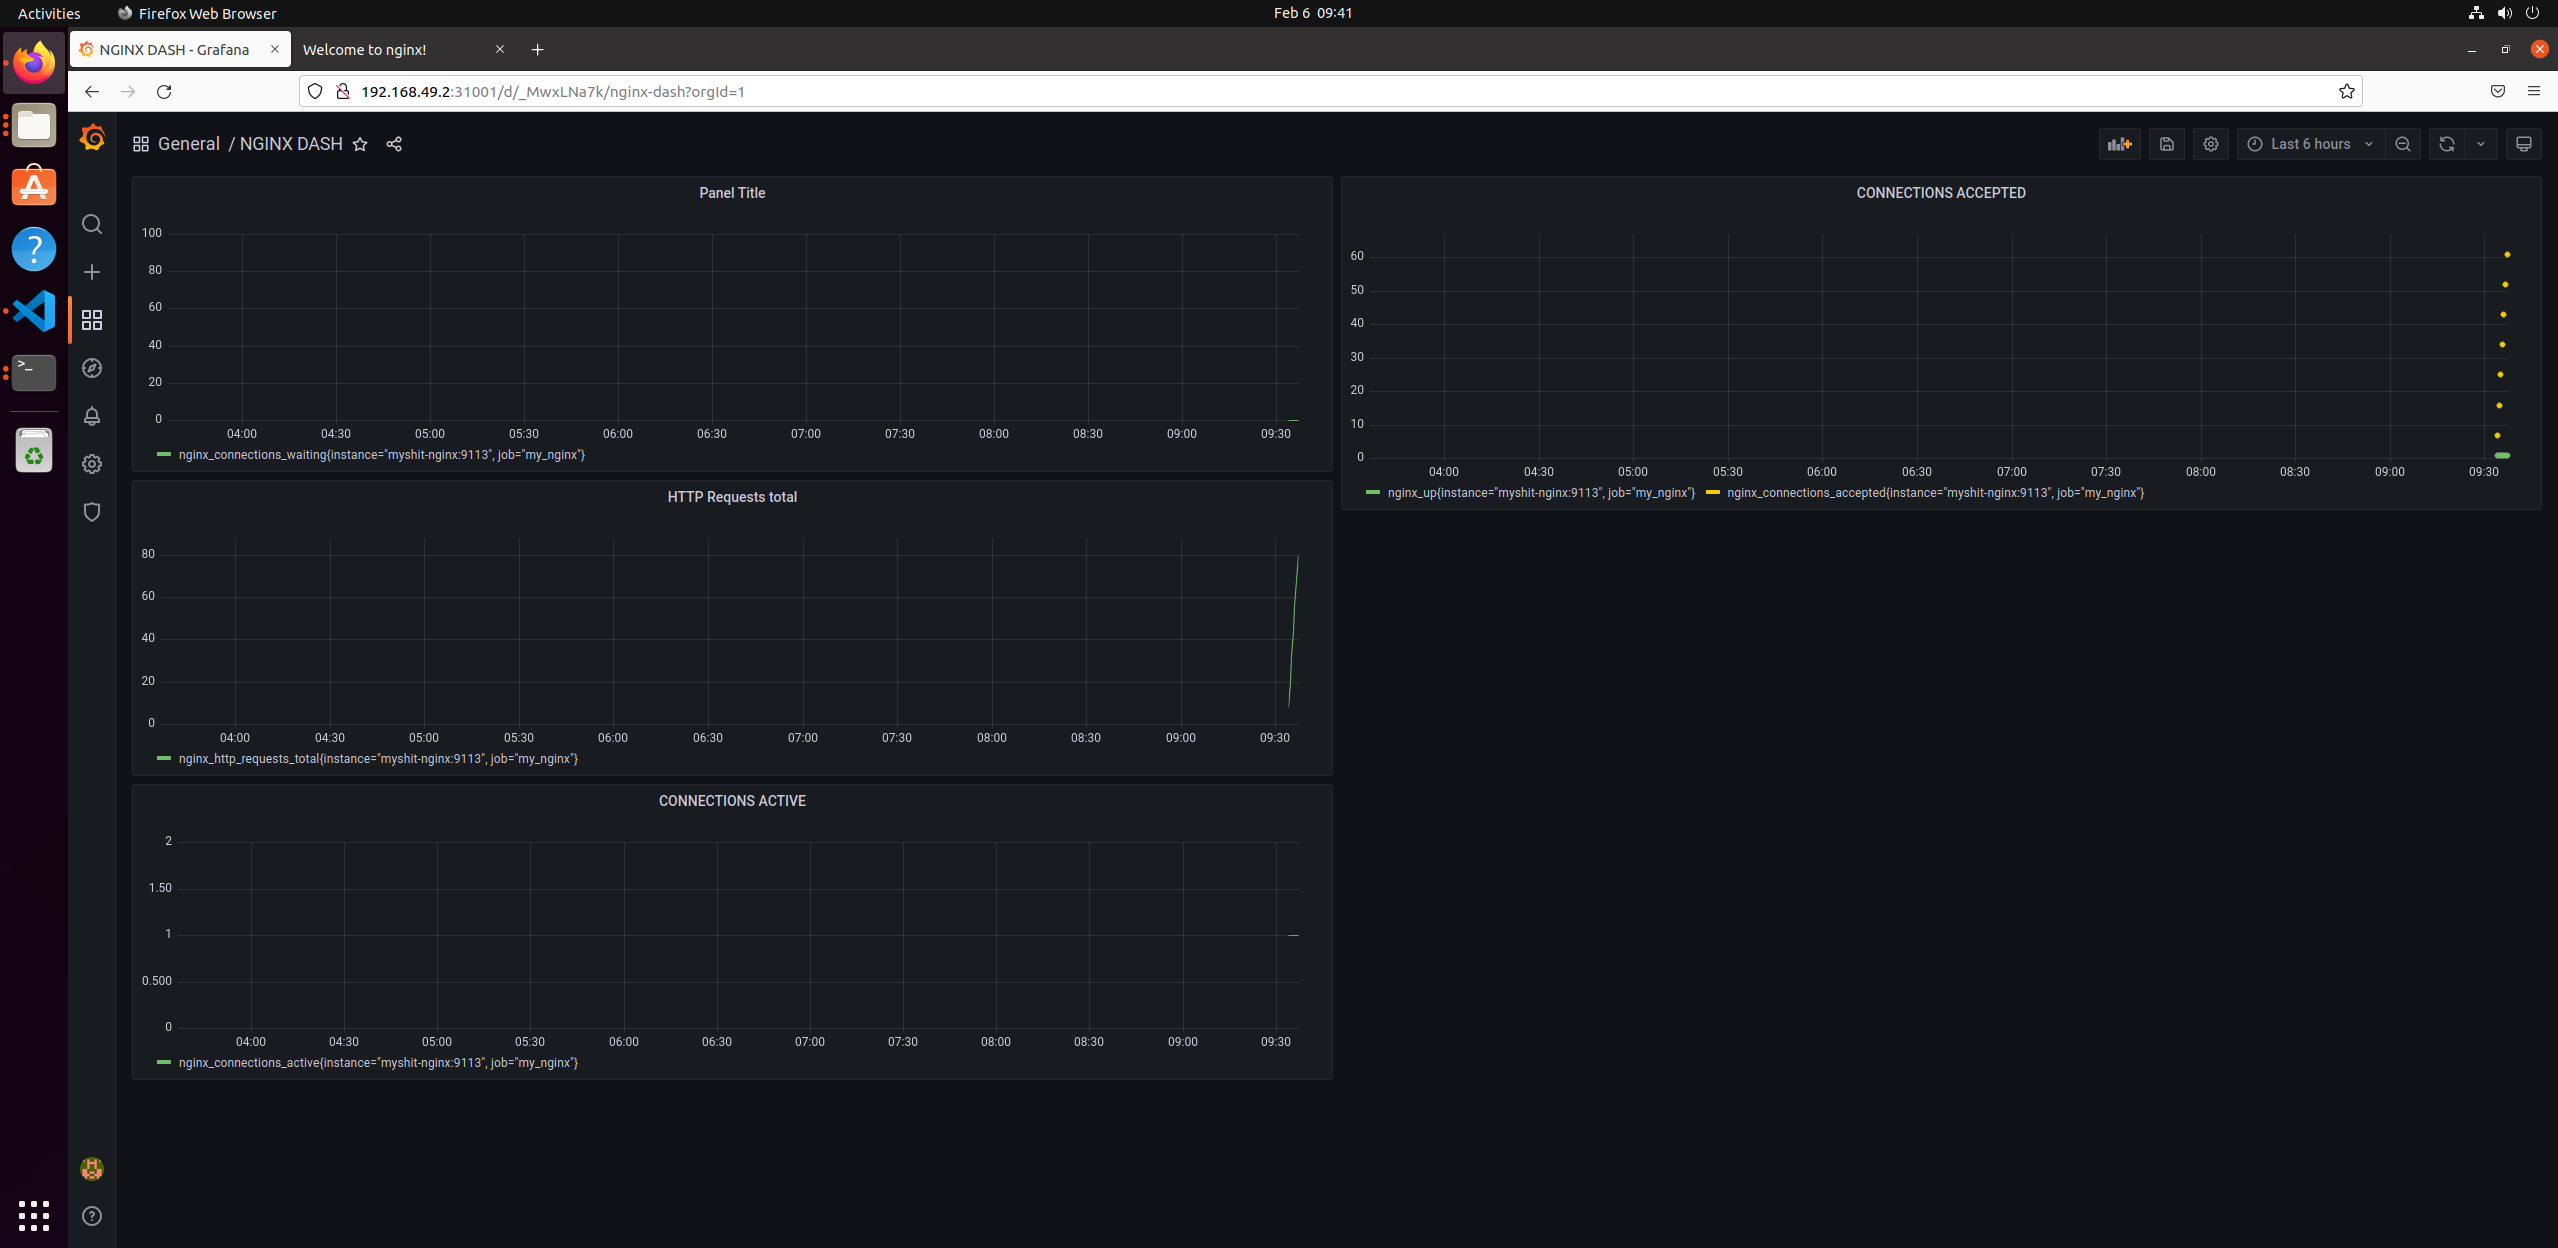 Activities Firefox Web Browser Feb 6 09:41
NGINX DASH - Grafana Welcome to nginx!
192.168.49.2:31001/d/_MwxLNa7k/nginx-dash?orgId=1
General / NGINX DASH Last 6 hours
Panel Title
100
80
60
40
20
0
04:00 04:30 05:00 05:30 06:00 06:30 07:00 07:30 08:00 08:30 09:00 09:30
nginx_connections_waiting{instance="myshit-nginx:9113", job="my_nginx"}
CONNECTIONS ACCEPTED
60
50
40
30
20
10
0
04:00 04:30 05:00 05:30 06:00 06:30 07:00 07:30 08:00 08:30 09:00 09:30
nginx_up{instance="myshit-nginx:9113", job="my_nginx"} nginx_connections_accepted{instance="myshit-nginx:9113", job="my_nginx"}
HTTP Requests total
80
60
40
20
0
04:00 04:30 05:00 05:30 06:00 06:30 07:00 07:30 08:00 08:30 09:00 09:30
nginx_http_requests_total{instance="myshit-nginx:9113", job="my_nginx"}
CONNECTIONS ACTIVE
2
1.50
1
0.500
0
04:00 04:30 05:00 05:30 06:00 06:30 07:00 07:30 08:00 08:30 09:00 09:30
nginx_connections_active{instance="myshit-nginx:9113", job="my_nginx"}